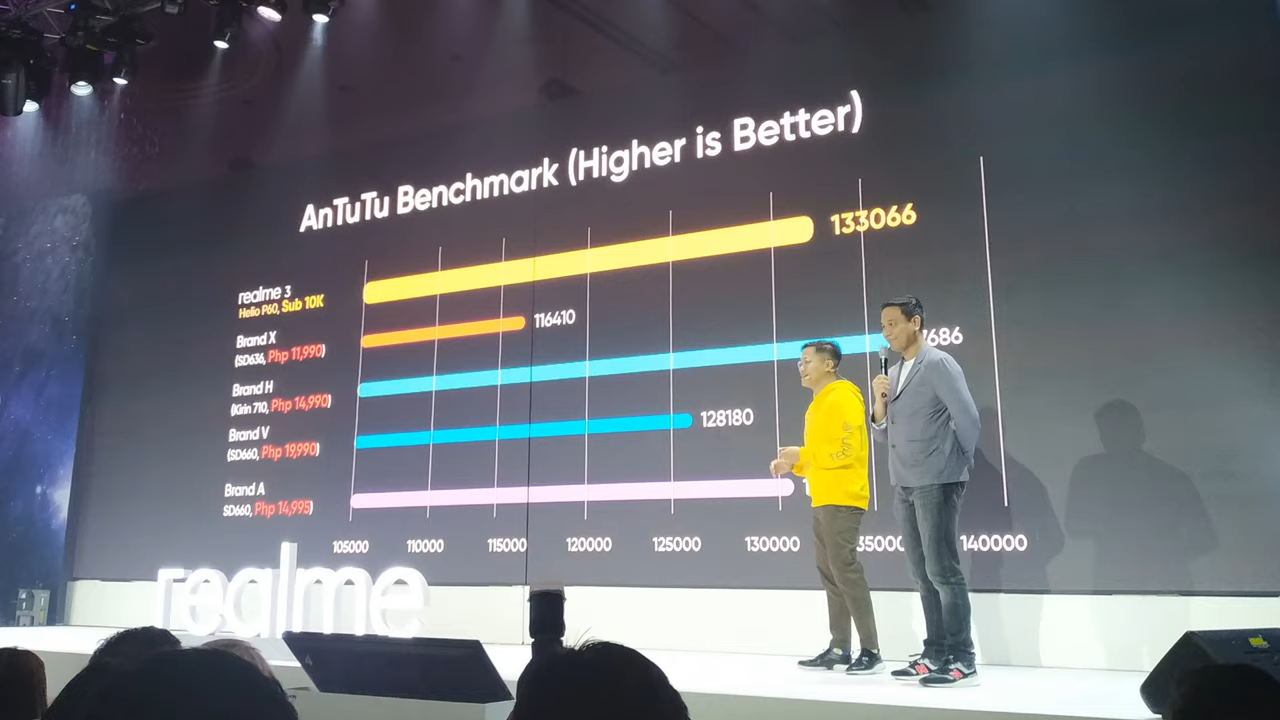 AnTuTu Benchmark (Higher is Better)
realme 3
Helio P60, Sub 10K
133066
Brand X
(SD636, Php 11,990)
116410
Brand H
(Kirin 710, Php 14,990)
7686
Brand V
(SD660, Php 19,990)
128180
Brand A
SD660, Php 14,995)
105000 110000 115000 120000 125000 130000 35000 140000
realme